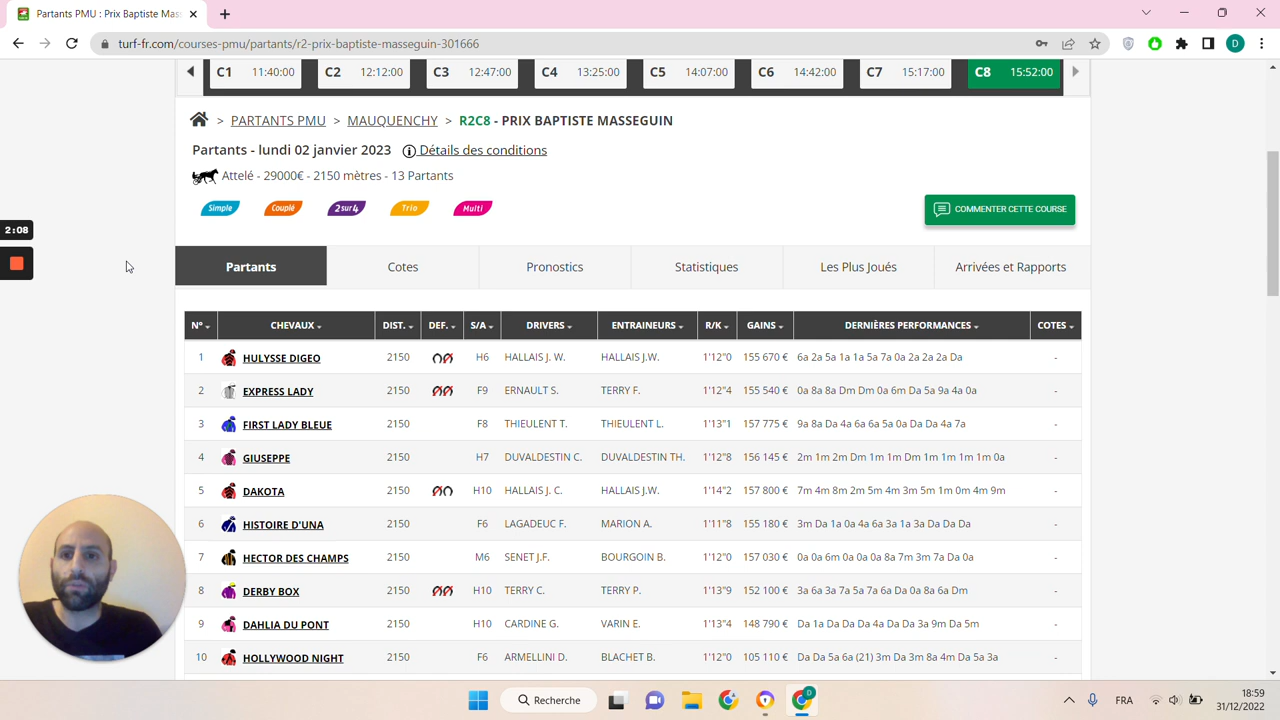 Partants PMU : Prix Baptiste Mass
turf-fr.com/courses-pmu/partants/r2-prix-baptiste-masseguin-301666
C1 11:40:00 C2 12:12:00 C3 12:47:00 C4 13:25:00 C5 14:07:00 C6 14:42:00 C7 15:17:00 C8 15:52:00
> PARTANTS PMU > MAUQUENCHY > R2C8 - PRIX BAPTISTE MASSEGUIN
Partants - lundi 02 janvier 2023 Détails des conditions
Attelé - 29000€ - 2150 mètres - 13 Partants
Simple Couplé 2sur4 Trio Multi
COMMENTER CETTE COURSE
2:08
Partants Cotes Pronostics Statistiques Les Plus Joués Arrivées et Rapports
N° CHEVAUX DIST. DEF. S/A DRIVERS ENTRAINEURS R/K GAINS DERNIÈRES PERFORMANCES COTES
1 HULYSSE DIGEO 2150 H6 HALLAIS J. W. HALLAIS J.W. 1'12"0 155 670 € 6a 2a 5a 1a 1a 5a 7a 0a 2a 2a 2a Da -
2 EXPRESS LADY 2150 F9 ERNAULT S. TERRY F. 1'12"4 155 540 € 0a 8a 8a Dm Dm 0a 6m Da 5a 9a 4a 0a -
3 FIRST LADY BLEUE 2150 F8 THIEULENT T. THIEULENT L. 1'13"1 157 775 € 9a 8a Da 4a 6a 6a 5a 0a Da Da 4a 7a -
4 GIUSEPPE 2150 H7 DUVALDESTIN C. DUVALDESTIN TH. 1'12"8 156 145 € 2m 1m 2m Dm 1m 1m Dm 1m 1m 1m 1m 0a -
5 DAKOTA 2150 H10 HALLAIS J. C. HALLAIS J.W. 1'14"2 157 800 € 7m 4m 8m 2m 5m 4m 3m 5m 1m 0m 4m 9m -
6 HISTOIRE D'UNA 2150 F6 LAGADEUC F. MARION A. 1'11"8 155 180 € 3m Da 1a 0a 4a 6a 3a 1a 3a Da Da Da -
7 HECTOR DES CHAMPS 2150 M6 SENET J.F. BOURGOIN B. 1'12"0 157 030 € 0a 0a 6m 0a 0a 0a 8a 7m 3m 7a Da 0a -
8 DERBY BOX 2150 H10 TERRY C. TERRY P. 1'13"9 152 100 € 3a 6a 3a 7a 5a 7a 6a Da 0a 8a 6a Dm -
9 DAHLIA DU PONT 2150 H10 CARDINE G. VARIN E. 1'13"4 148 790 € Da 1a Da Da Da 4a Da Da 3a 9m Da 5m -
10 HOLLYWOOD NIGHT 2150 F6 ARMELLINI D. BLACHET B. 1'12"0 105 110 € Da Da 5a 6a (21) 3m Da 3m 8a 4m Da 5a 3a -
Recherche
FRA
18:59
31/12/2022